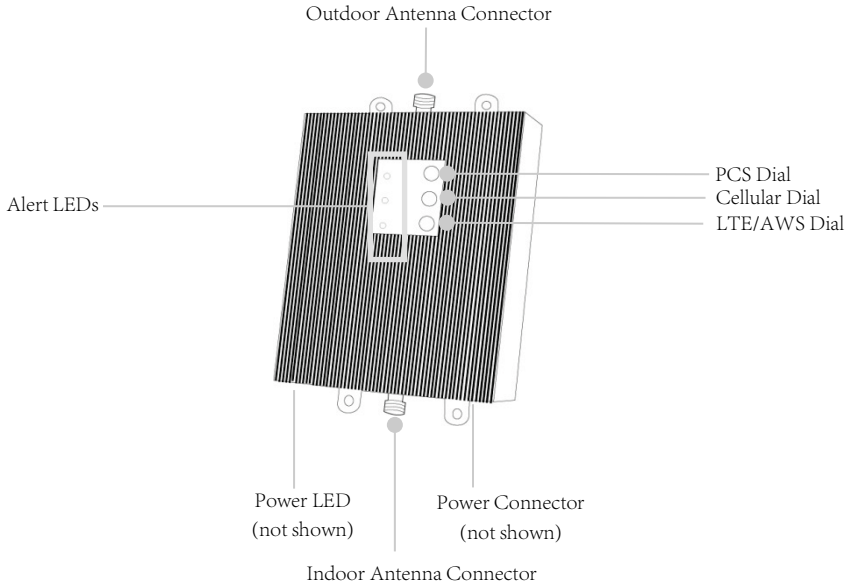 Outdoor Antenna Connector
PCS Dial
Cellular Dial
Alert LEDs
LTE/AWS Dial
Power LED
(not shown)
Power Connector
(not shown)
Indoor Antenna Connector